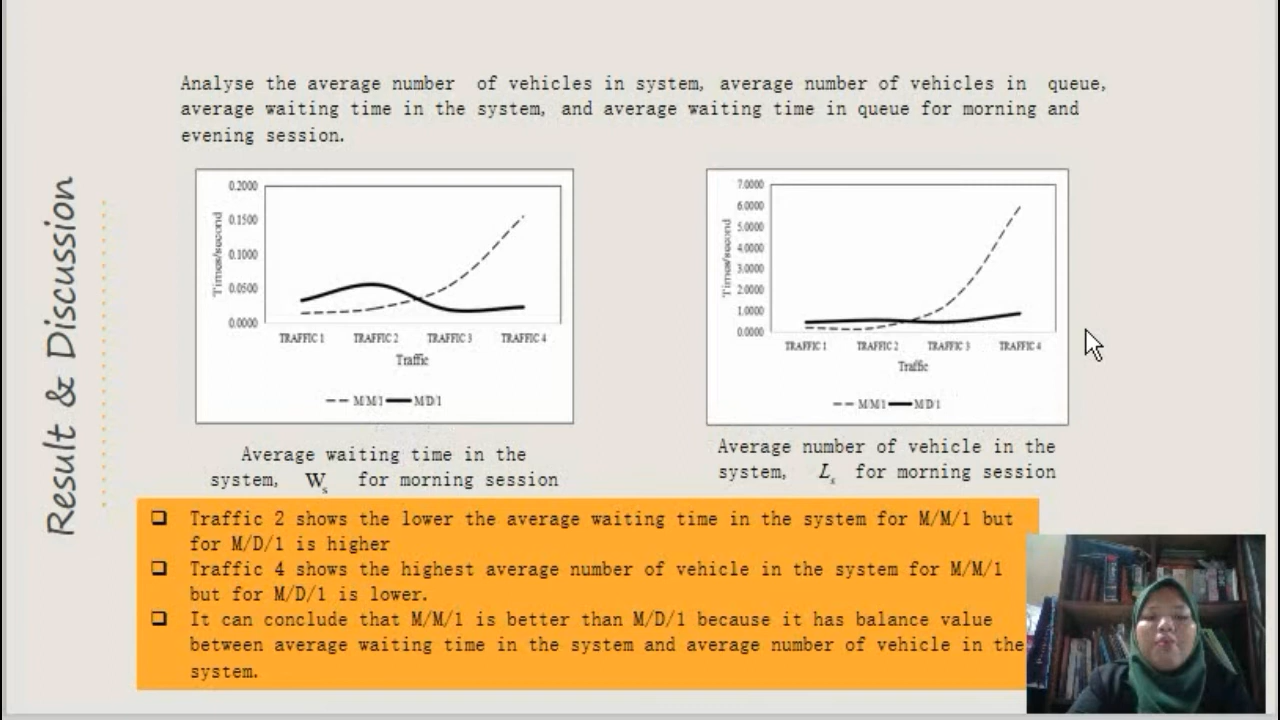 Analyse the average number of vehicles in system, average number of vehicles in queue,
average waiting time in the system, and average waiting time in queue for morning and
evening session.
Result & Discussion
0.2000
0.1500
0.1000
0.0500
0.0000
Times/second
TRAFFIC 1 TRAFFIC 2 TRAFFIC 3 TRAFFIC 4
Traffic
M/M/1 M/D/1
Average waiting time in the
system, Ws for morning session
7.0000
6.0000
5.0000
4.0000
3.0000
2.0000
1.0000
0.0000
Times/second
TRAFFIC 1 TRAFFIC 2 TRAFFIC 3 TRAFFIC 4
Traffic
M/M/1 M/D/1
Average number of vehicle in the
system, Ls for morning session
Traffic 2 shows the lower the average waiting time in the system for M/M/1 but
for M/D/1 is higher
Traffic 4 shows the highest average number of vehicle in the system for M/M/1
but for M/D/1 is lower.
It can conclude that M/M/1 is better than M/D/1 because it has balance value
between average waiting time in the system and average number of vehicle in the
system.